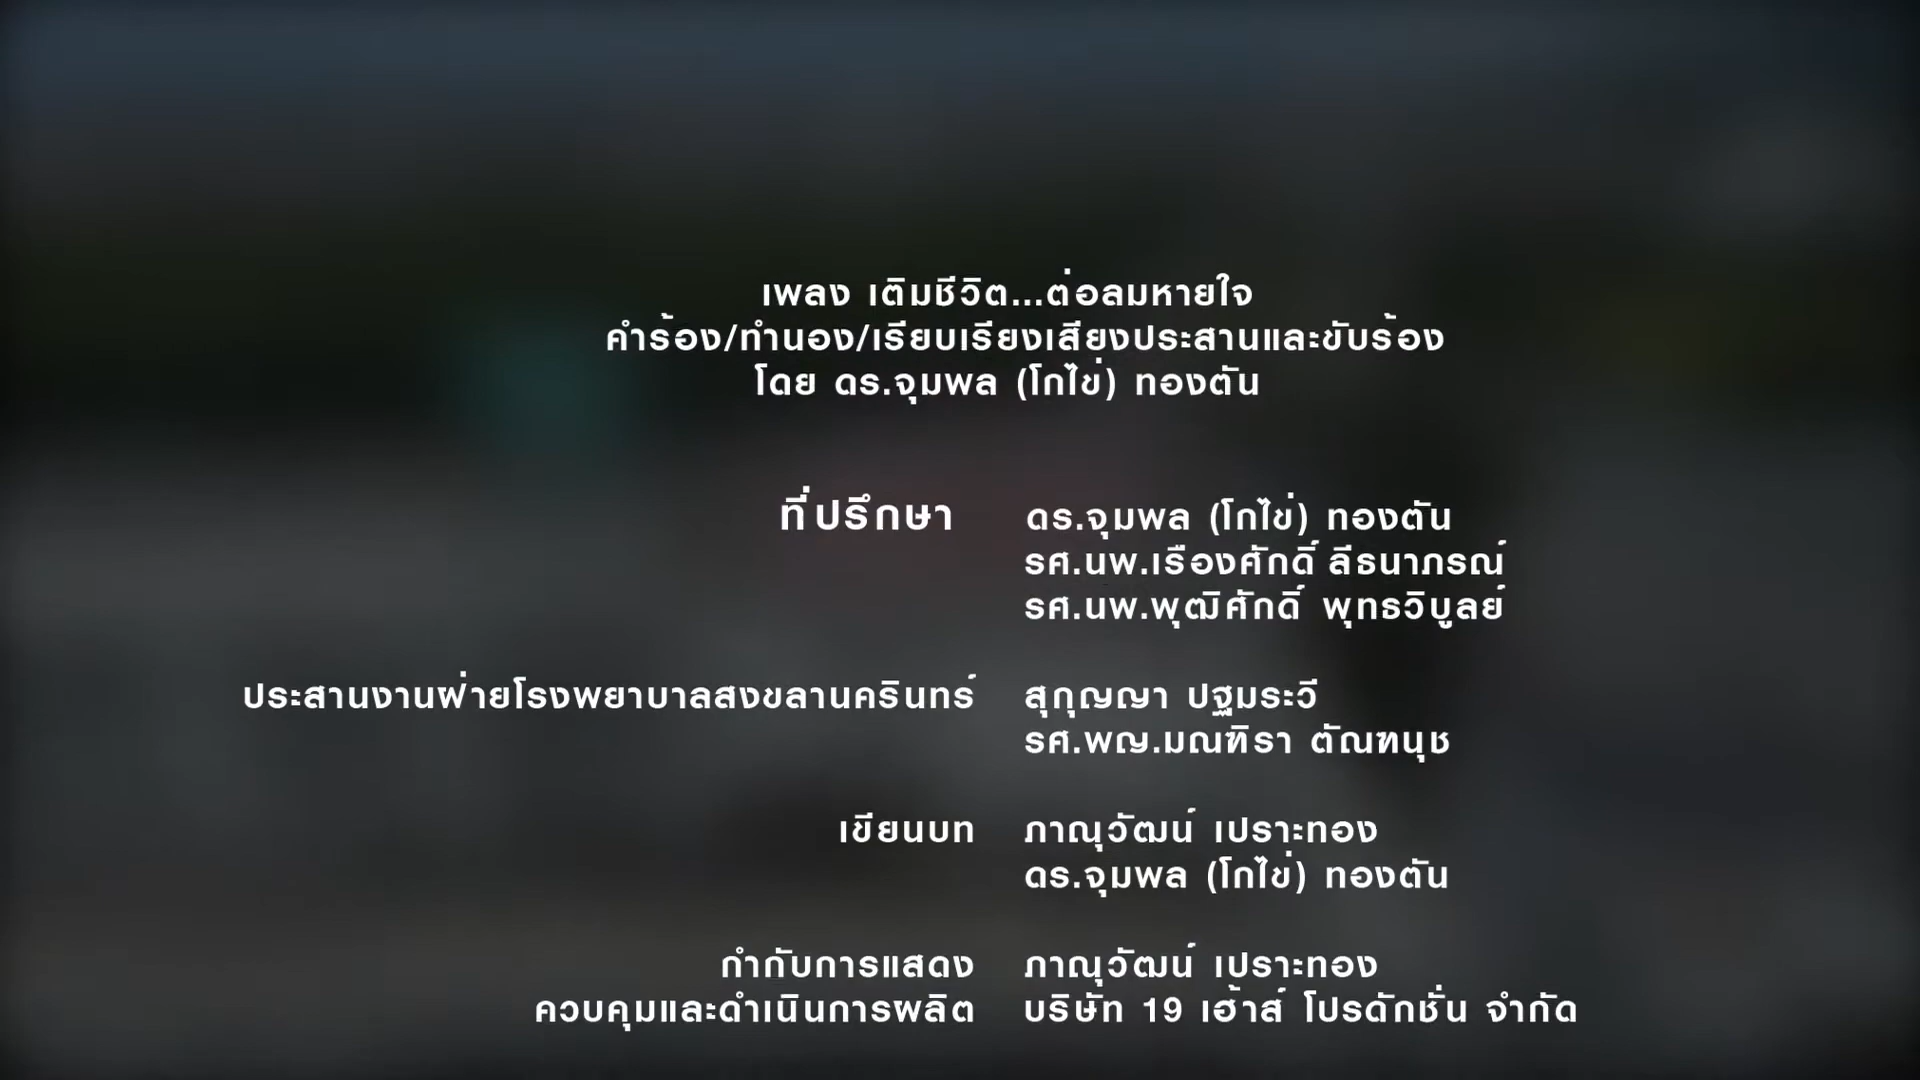 เพลง เติมชีวิต...ต่อลมหายใจ
คำร้อง/ทำนอง/เรียบเรียงเสียงประสานและขับร้อง
โดย ดร.จุมพล (โกไข่) ทองตัน
ที่ปรึกษา ดร.จุมพล (โกไข่) ทองตัน
รศ.นพ.เรืองศักดิ์ ลีธนาภรณ์
รศ.นพ.พุฒิศักดิ์ พุทธวิบูลย์
ประสานงานฝ่ายโรงพยาบาลสงขลานครินทร์ สุกุญญา ปฐมระวี
รศ.พญ.มณฑิรา ตัณฑนุช
เขียนบท ภาณุวัฒน์ เปราะทอง
ดร.จุมพล (โกไข่) ทองตัน
กำกับการแสดง ภาณุวัฒน์ เปราะทอง
ควบคุมและดำเนินการผลิต บริษัท 19 เฮ้าส์ โปรดักชั่น จำกัด